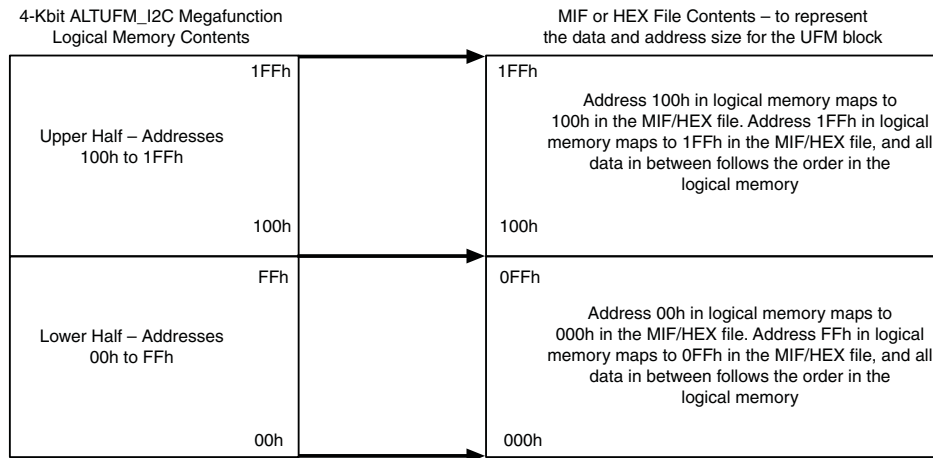 4-Kbit ALTUFM_I2C Megafunction
Logical Memory Contents
MIF or HEX File Contents – to represent
the data and address size for the UFM block
1FFh
Upper Half – Addresses
100h to 1FFh
100h
1FFh
Address 100h in logical memory maps to
100h in the MIF/HEX file. Address 1FFh in logical
memory maps to 1FFh in the MIF/HEX file, and all
data in between follows the order in the
logical memory
100h
FFh
Lower Half – Addresses
00h to FFh
00h
0FFh
Address 00h in logical memory maps to
000h in the MIF/HEX file. Address FFh in logical
memory maps to 0FFh in the MIF/HEX file, and all
data in between follows the order in the
logical memory
000h